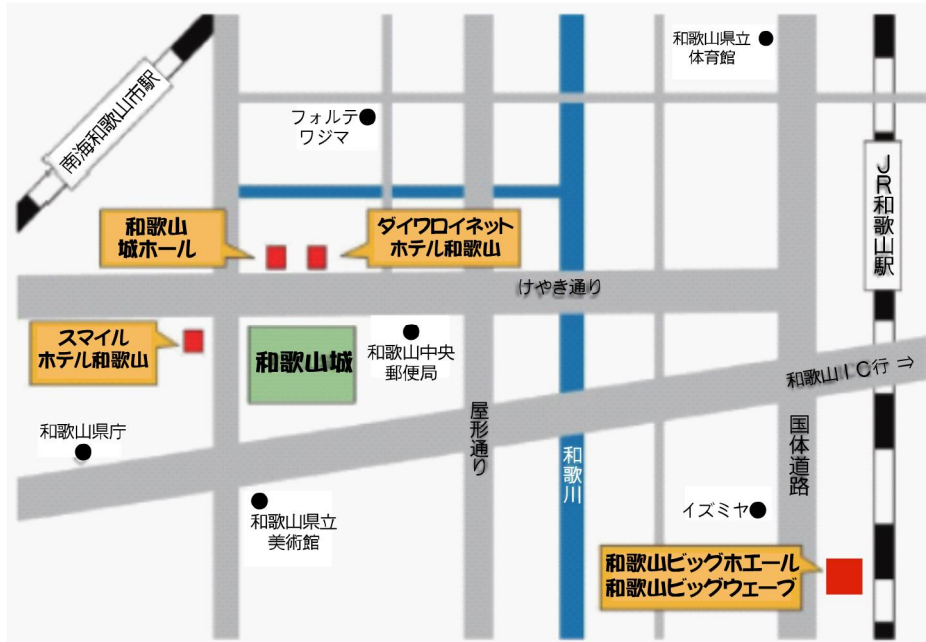 和歌山県立
体育館
南海和歌山市駅
フォルテ
ワジマ
JR和歌山駅
和歌山
城ホール
ダイワロイネット
ホテル和歌山
けやき通り
スマイル
ホテル和歌山
和歌山城
和歌山中央
郵便局
和歌山IC行 ⇒
和歌山県庁
屋形通り
和歌川
国体道路
和歌山県立
美術館
イズミヤ
和歌山ビッグホエール
和歌山ビッグウェーブ